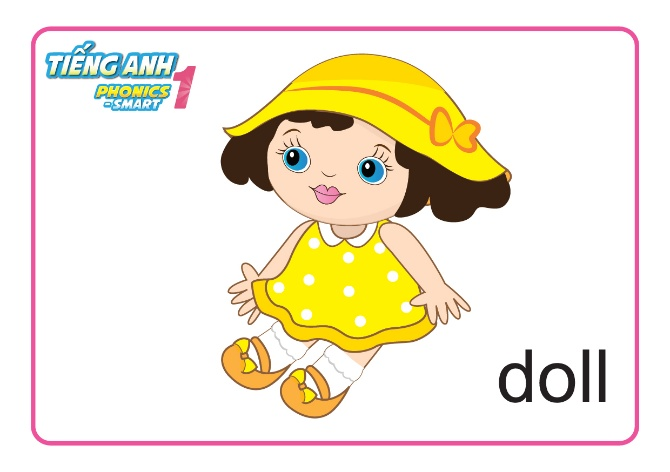 TIẾNG ANH 1
PHONICS
-SMART
doll